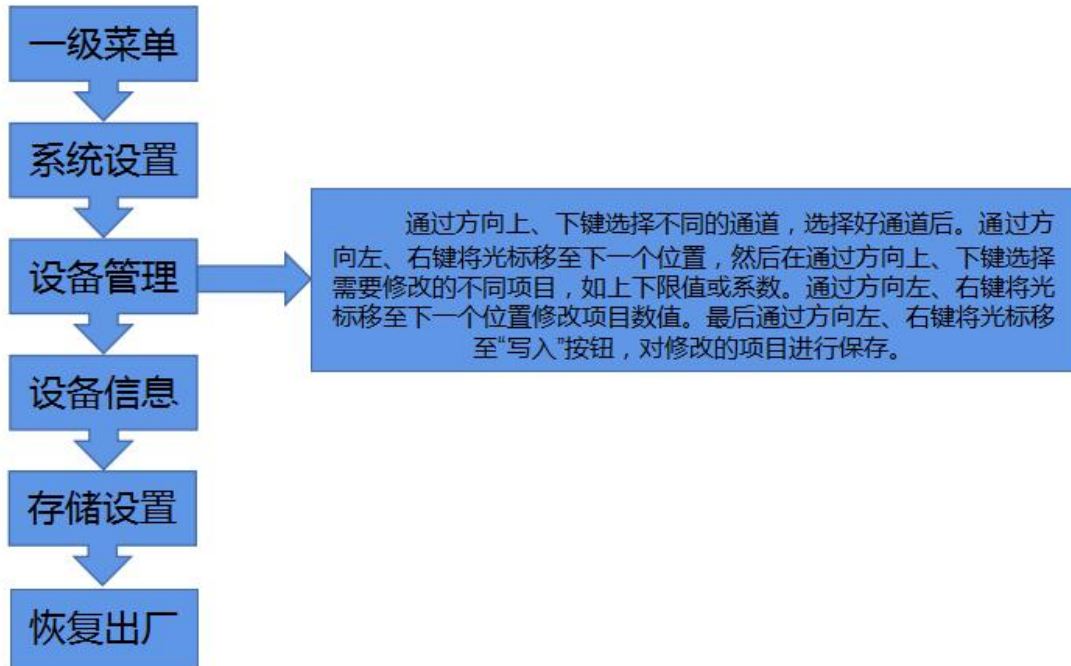 一级菜单
系统设置
设备管理
通过方向上、下键选择不同的通道，选择好通道后。通过方
向左、右键将光标移至下一个位置，然后在通过方向上、下键选择
需要修改的不同项目，如上下限值或系数。通过方向左、右键将光
标移至下一个位置修改项目数值。最后通过方向左、右键将光标移
至“写入”按钮，对修改的项目进行保存。
设备信息
存储设置
恢复出厂